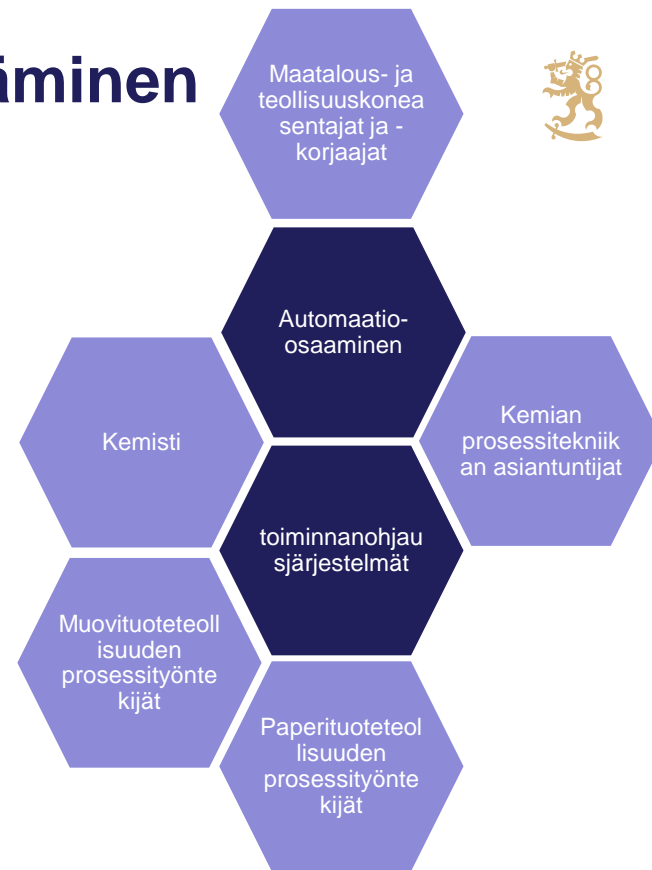 äminen
Maatalous- ja
teollisuuskonea
sentajat ja -
korjaajat
Automaatio-
osaaminen
Kemisti
Kemian
prosessitekniik
an asiantuntijat
toiminnanohjau
sjärjestelmät
Muovituoteteoll
isuuden
prosessityönte
kijät
Paperituoteteol
lisuuden
prosessityönte
kijät